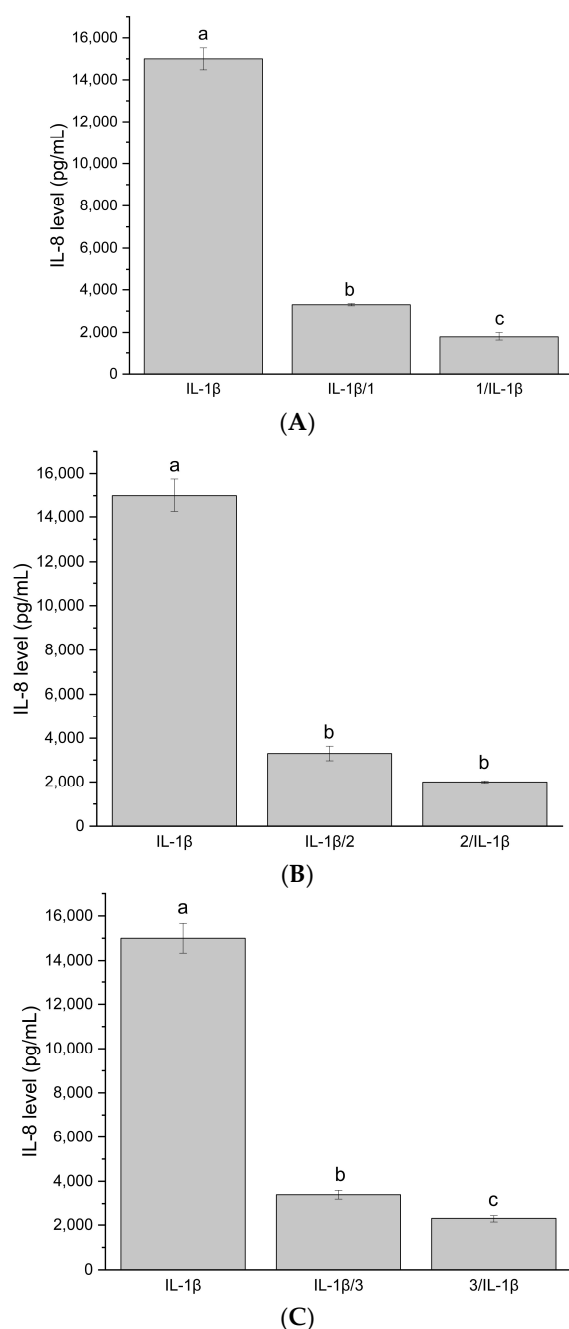 a
16,000
14,000
12,000
10,000
8,000
6,000
4,000
2,000
0
IL-8 level (pg/mL)
b
c
IL-1β IL-1β/1 1/IL-1β
(A)
a
16,000
14,000
12,000
10,000
8,000
6,000
4,000
2,000
0
IL-8 level (pg/mL)
b
b
IL-1β IL-1β/2 2/IL-1β
(B)
a
16,000
14,000
12,000
10,000
8,000
6,000
4,000
2,000
0
IL-8 level (pg/mL)
b
c
IL-1β IL-1β/3 3/IL-1β
(C)